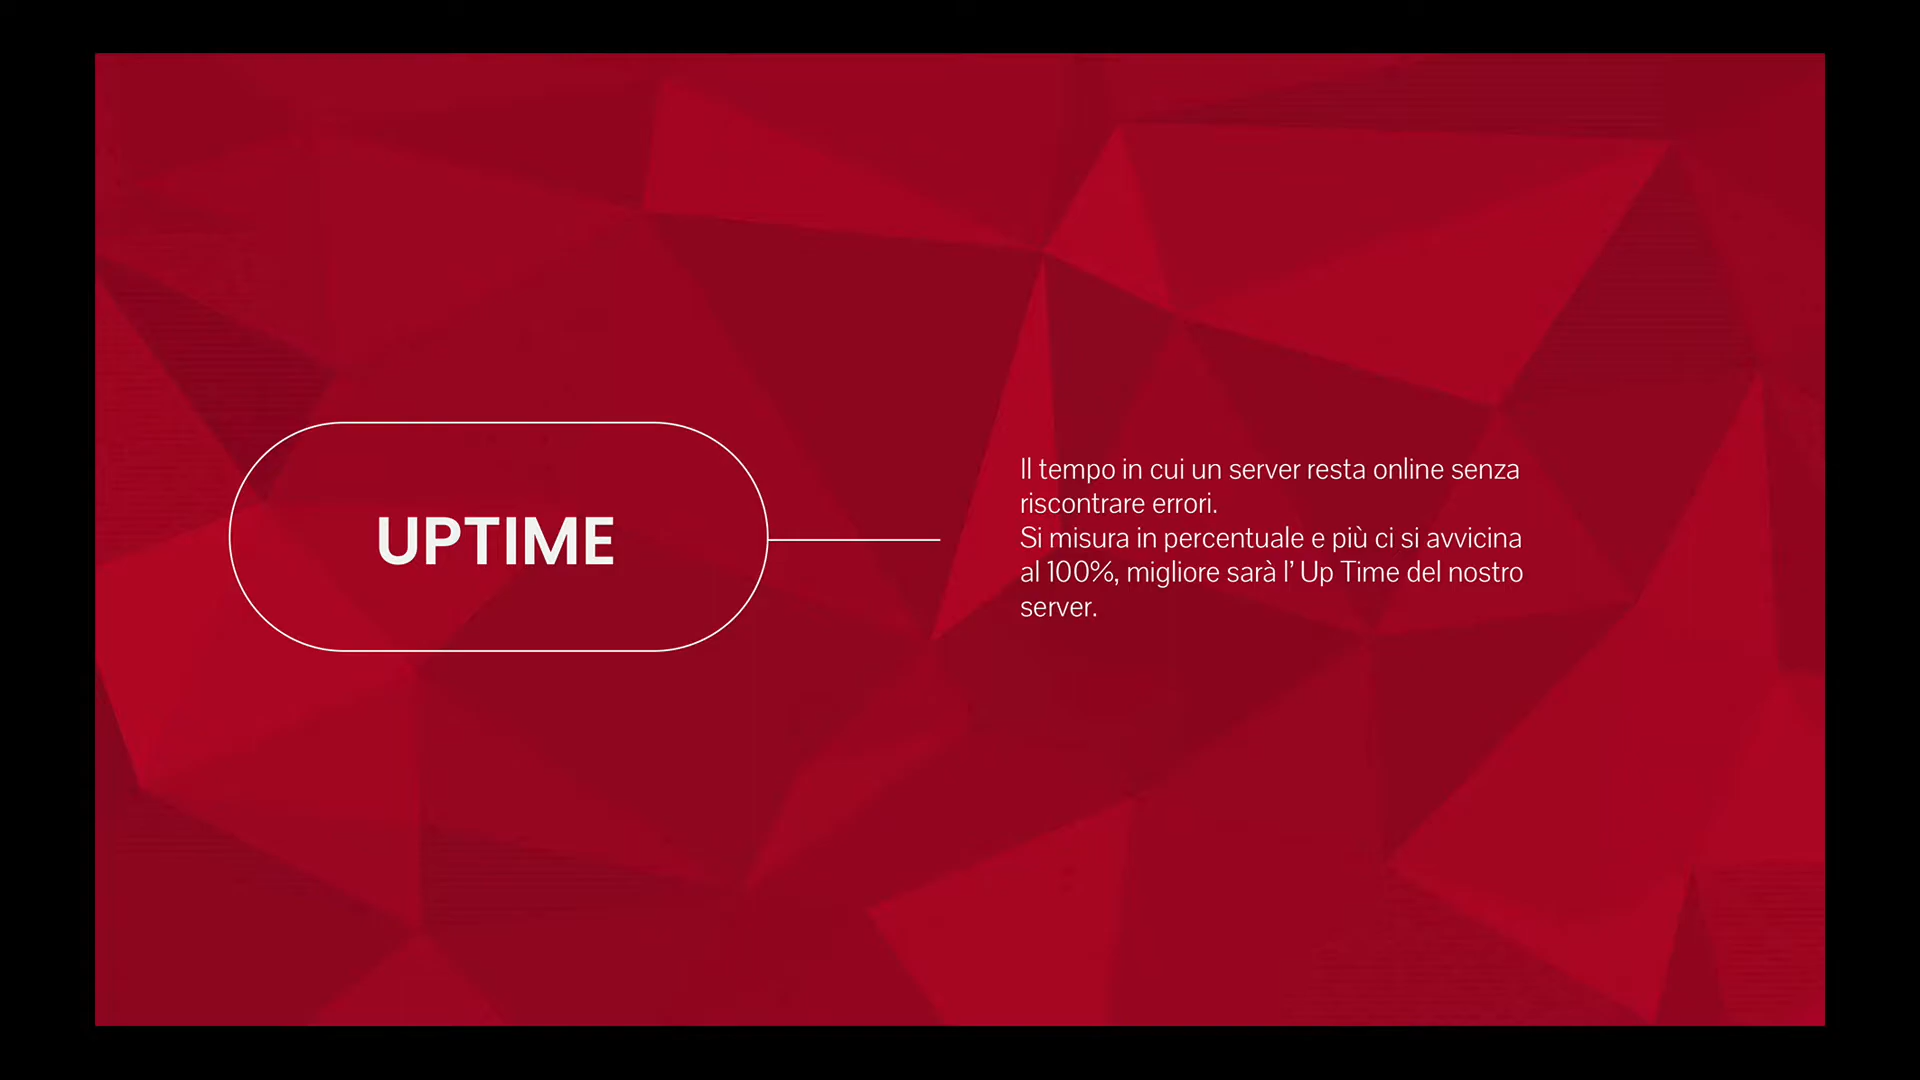 UPTIME
Il tempo in cui un server resta online senza
riscontrare errori.
Si misura in percentuale e più ci si avvicina
al 100%, migliore sarà l’ Up Time del nostro
server.